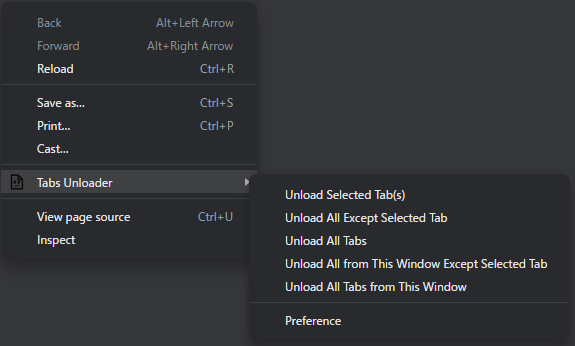 Back Alt+Left Arrow
Forward Alt+Right Arrow
Reload Ctrl+R
Save as... Ctrl+S
Print... Ctrl+P
Cast...
Tabs Unloader
View page source Ctrl+U
Inspect
Unload Selected Tab(s)
Unload All Except Selected Tab
Unload All Tabs
Unload All from This Window Except Selected Tab
Unload All Tabs from This Window
Preference